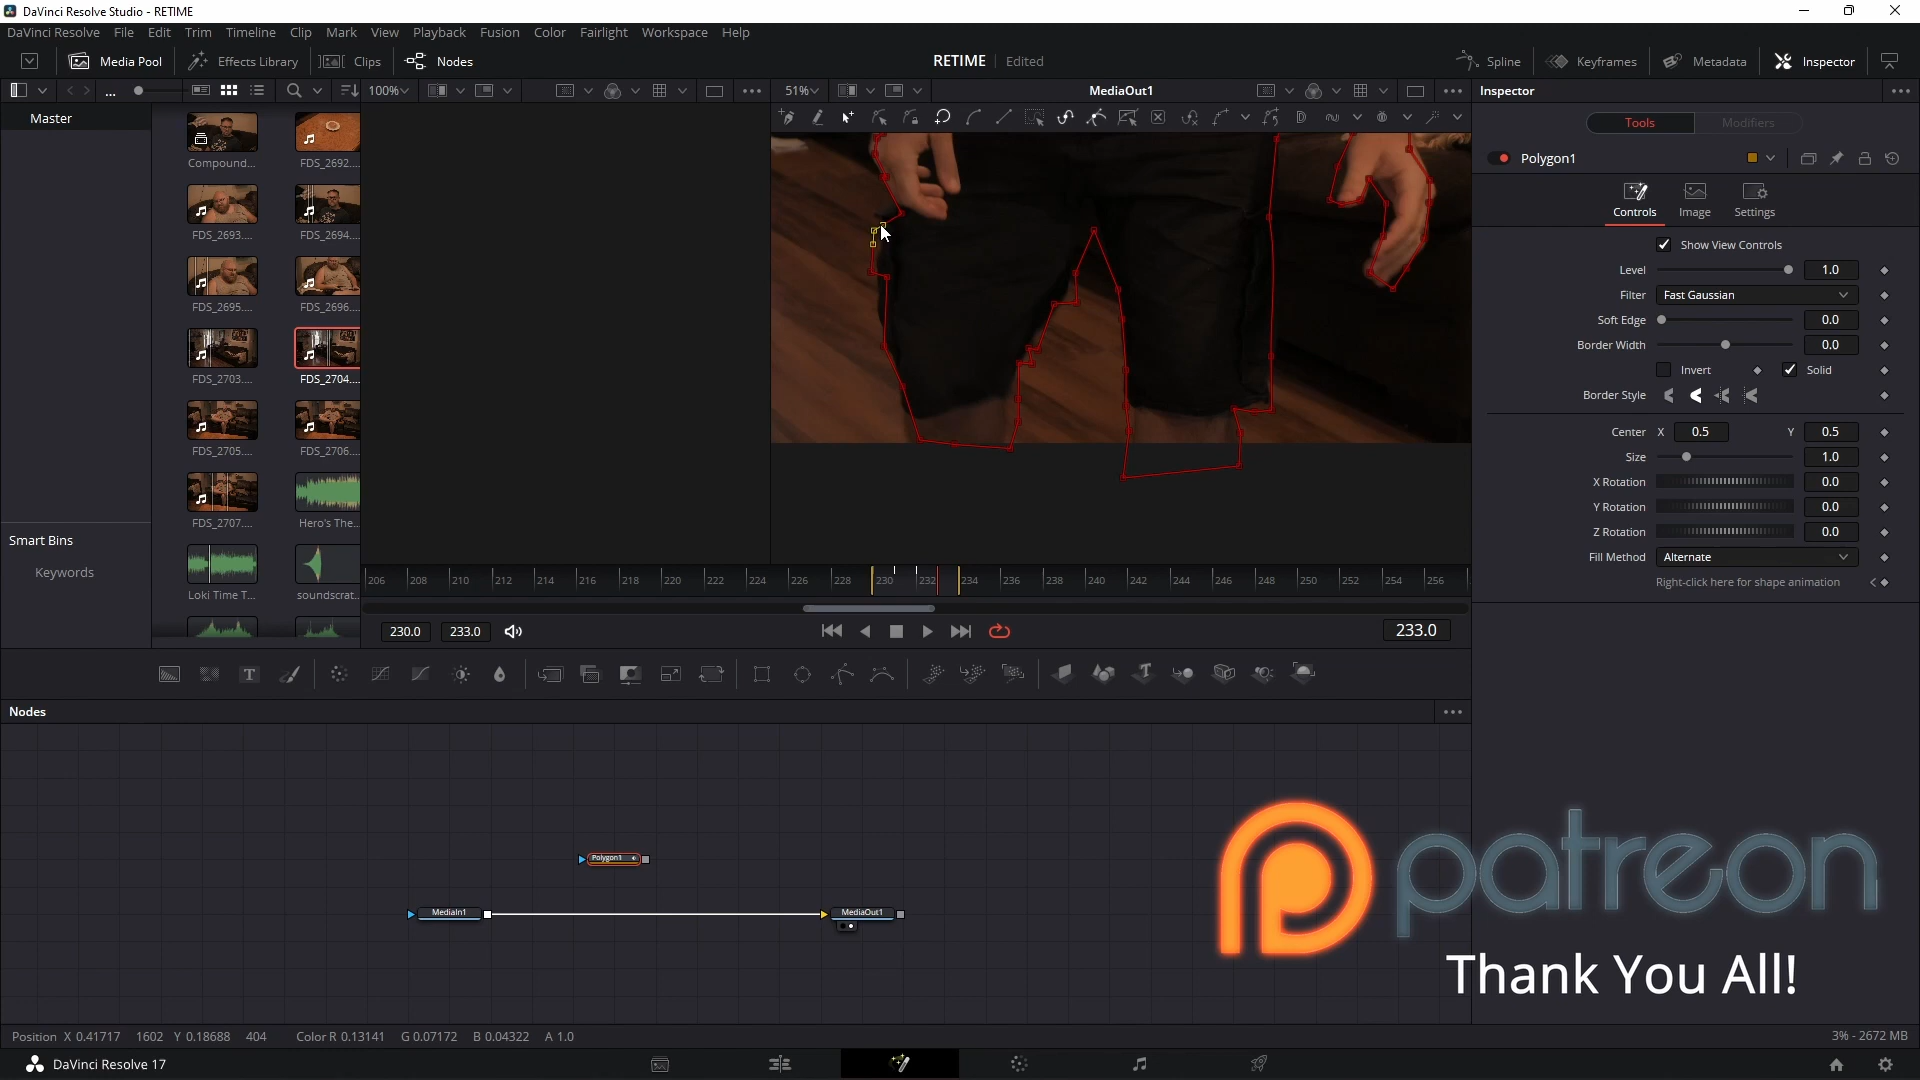 DaVinci Resolve Studio - RETIME
DaVinci Resolve File Edit Trim Timeline Clip Mark View Playback Fusion Color Fairlight Workspace Help
Media Pool Effects Library Clips Nodes RETIME Edited Spline Keyframes Metadata Inspector
... 100% 51% MediaOut1 Inspector
Master
Tools Modifiers
Compound... FDS_2692...
Polygon1
Controls Image Settings
FDS_2693.... FDS_2694....
Show View Controls
Level 1.0
Filter Fast Gaussian
FDS_2695.... FDS_2696....
Soft Edge 0.0
Border Width 0.0
Invert Solid
FDS_2703.... FDS_2704....
Border Style
Center X 0.5 Y 0.5
FDS_2705.... FDS_2706....
Size 1.0
X Rotation 0.0
Y Rotation 0.0
FDS_2707.... Hero's The...
Z Rotation 0.0
Smart Bins
Fill Method Alternate
Keywords
Right-click here for shape animation
206 208 210 212 214 216 218 220 222 224 226 228 230 232 234 236 238 240 242 244 246 248 250 252 254 256
Loki Time T... soundscrat...
230.0 233.0 233.0
Nodes
Polygon1
MediaIn1 MediaOut1
patreon
Thank You All!
Position X 0.41717 1602 Y 0.18688 404 Color R 0.13141 G 0.07172 B 0.04322 A 1.0
3% - 2672 MB
DaVinci Resolve 17